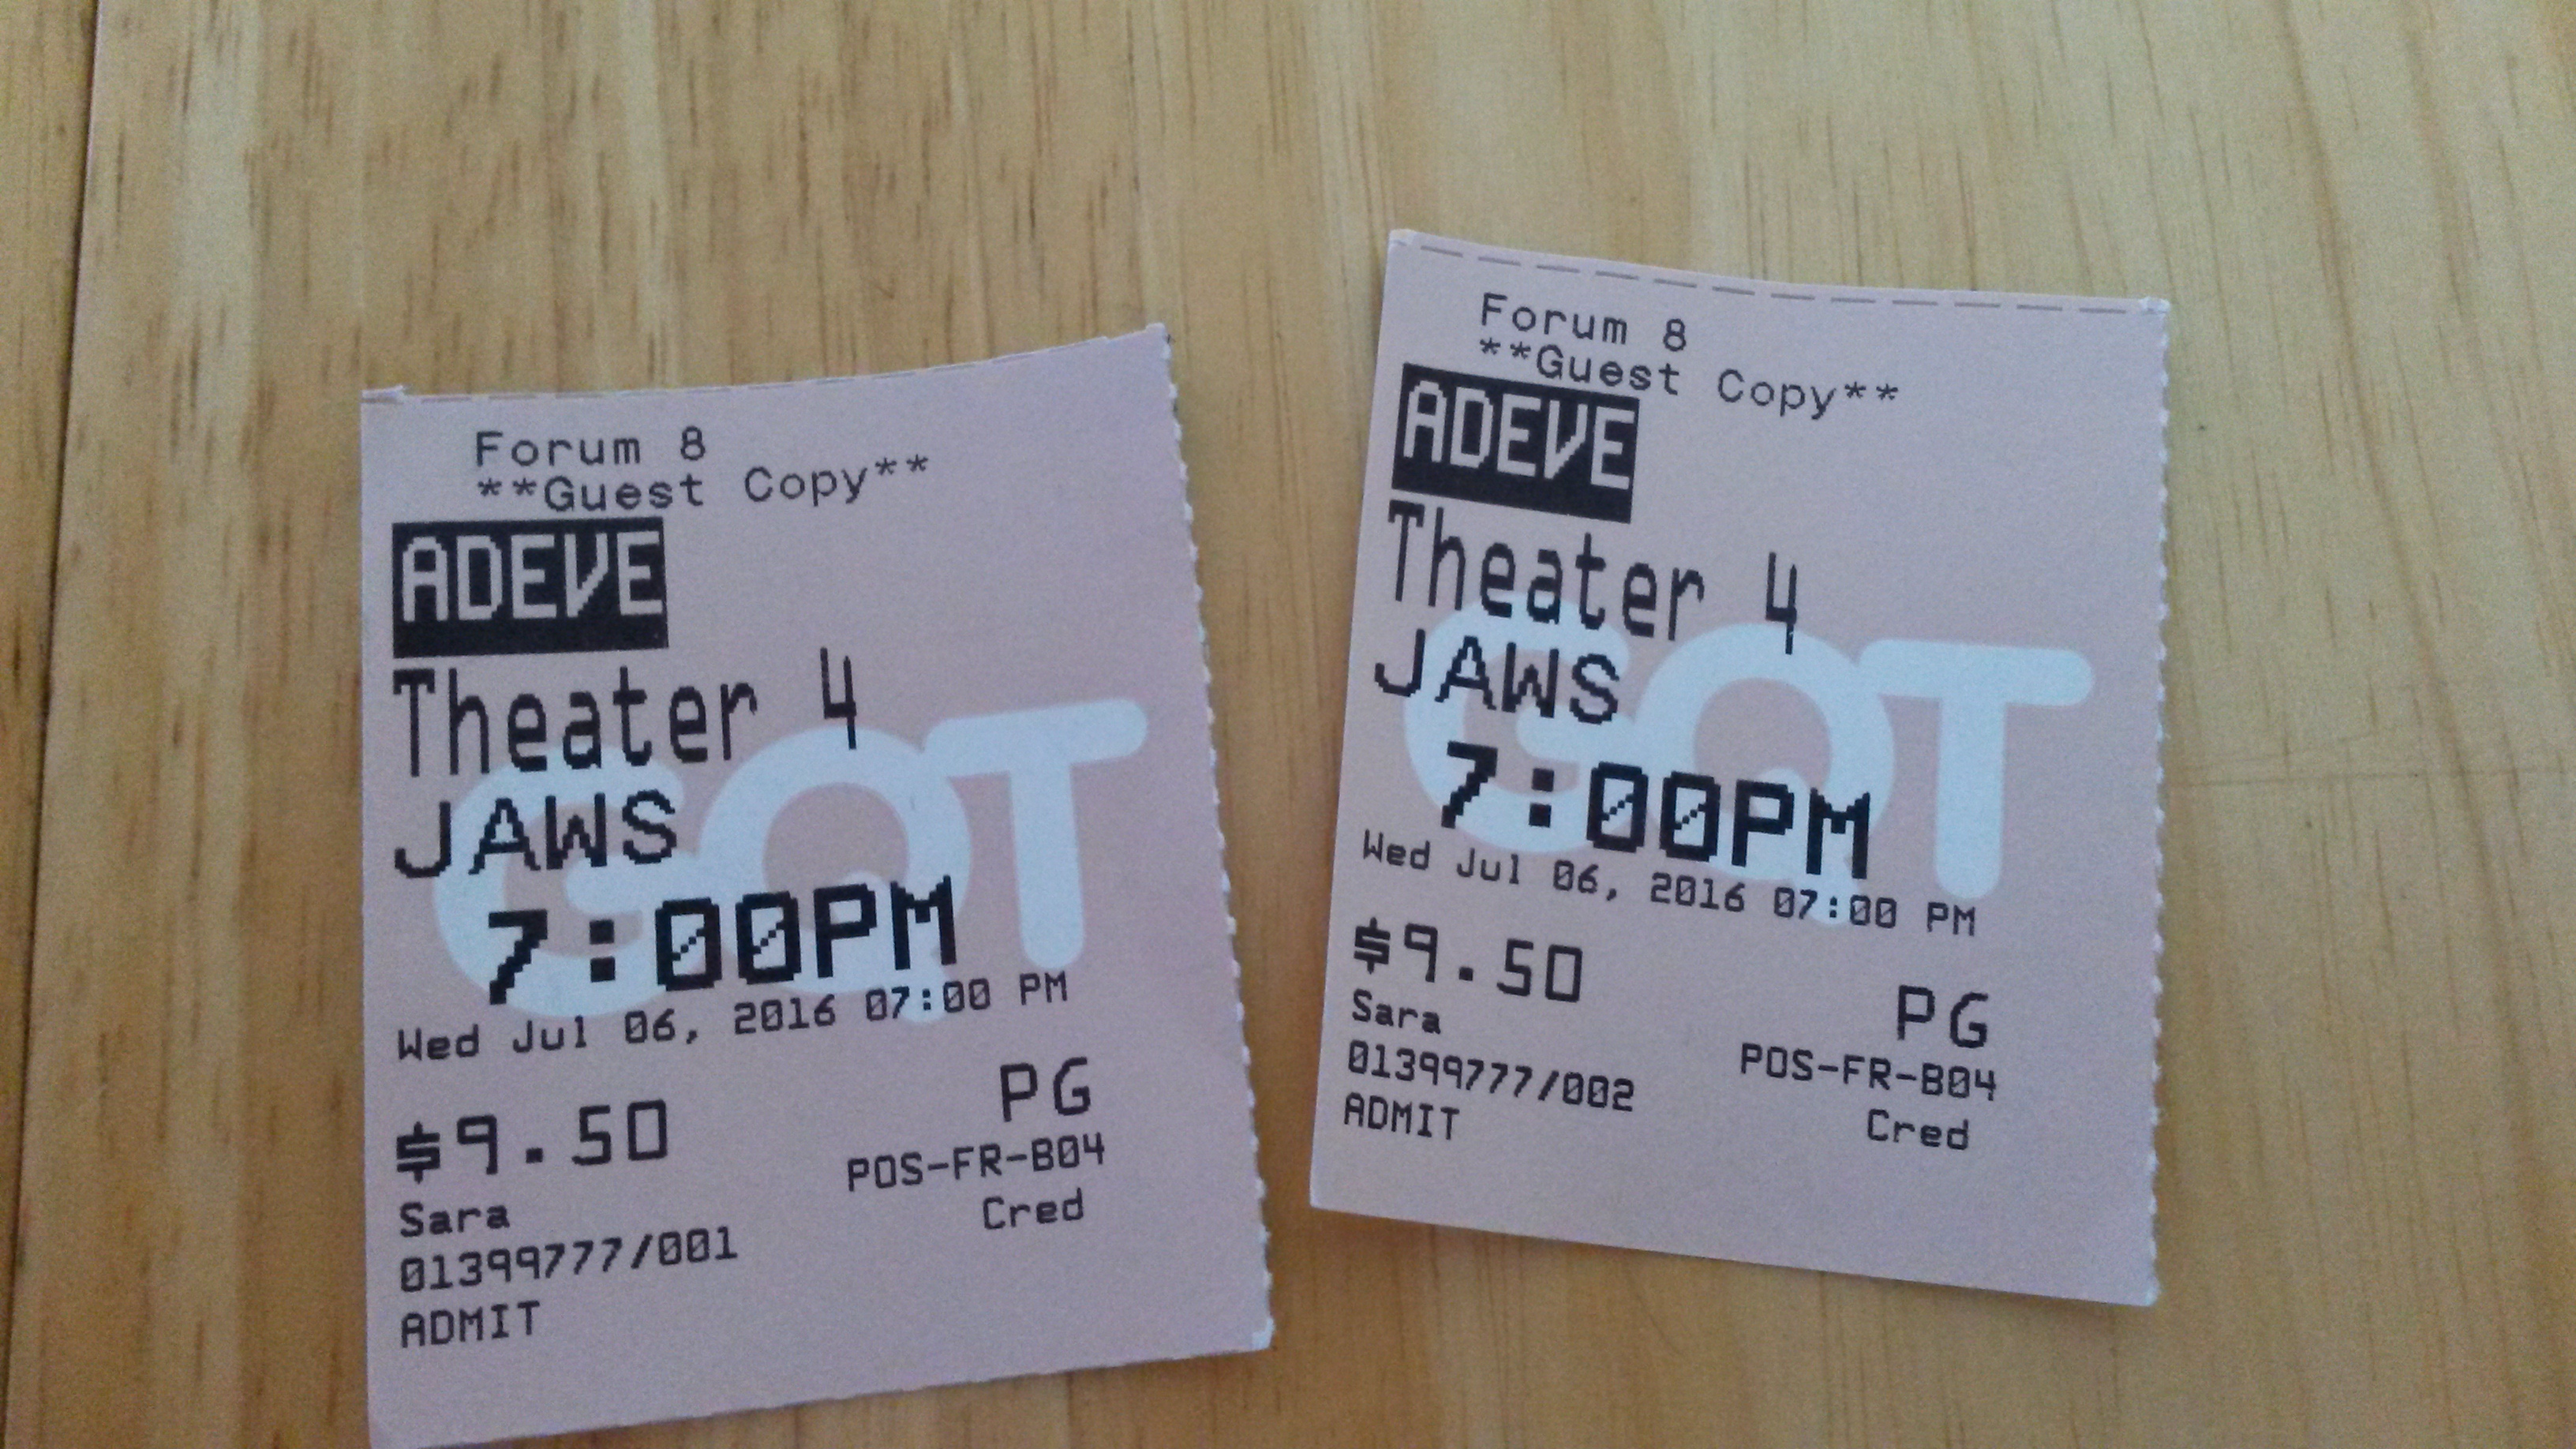 Forum 8
**Guest Copy**
ADEVE
Theater 4
JAWS
GQT
7:00PM
Wed Jul 06, 2016 07:00 PM
$9.50
PG
Sara
POS-FR-B04
01399777/001
Cred
ADMIT
Forum 8
**Guest Copy**
ADEVE
Theater 4
JAWS
GQT
7:00PM
Wed Jul 06, 2016 07:00 PM
$9.50
PG
Sara
POS-FR-B04
01399777/002
Cred
ADMIT